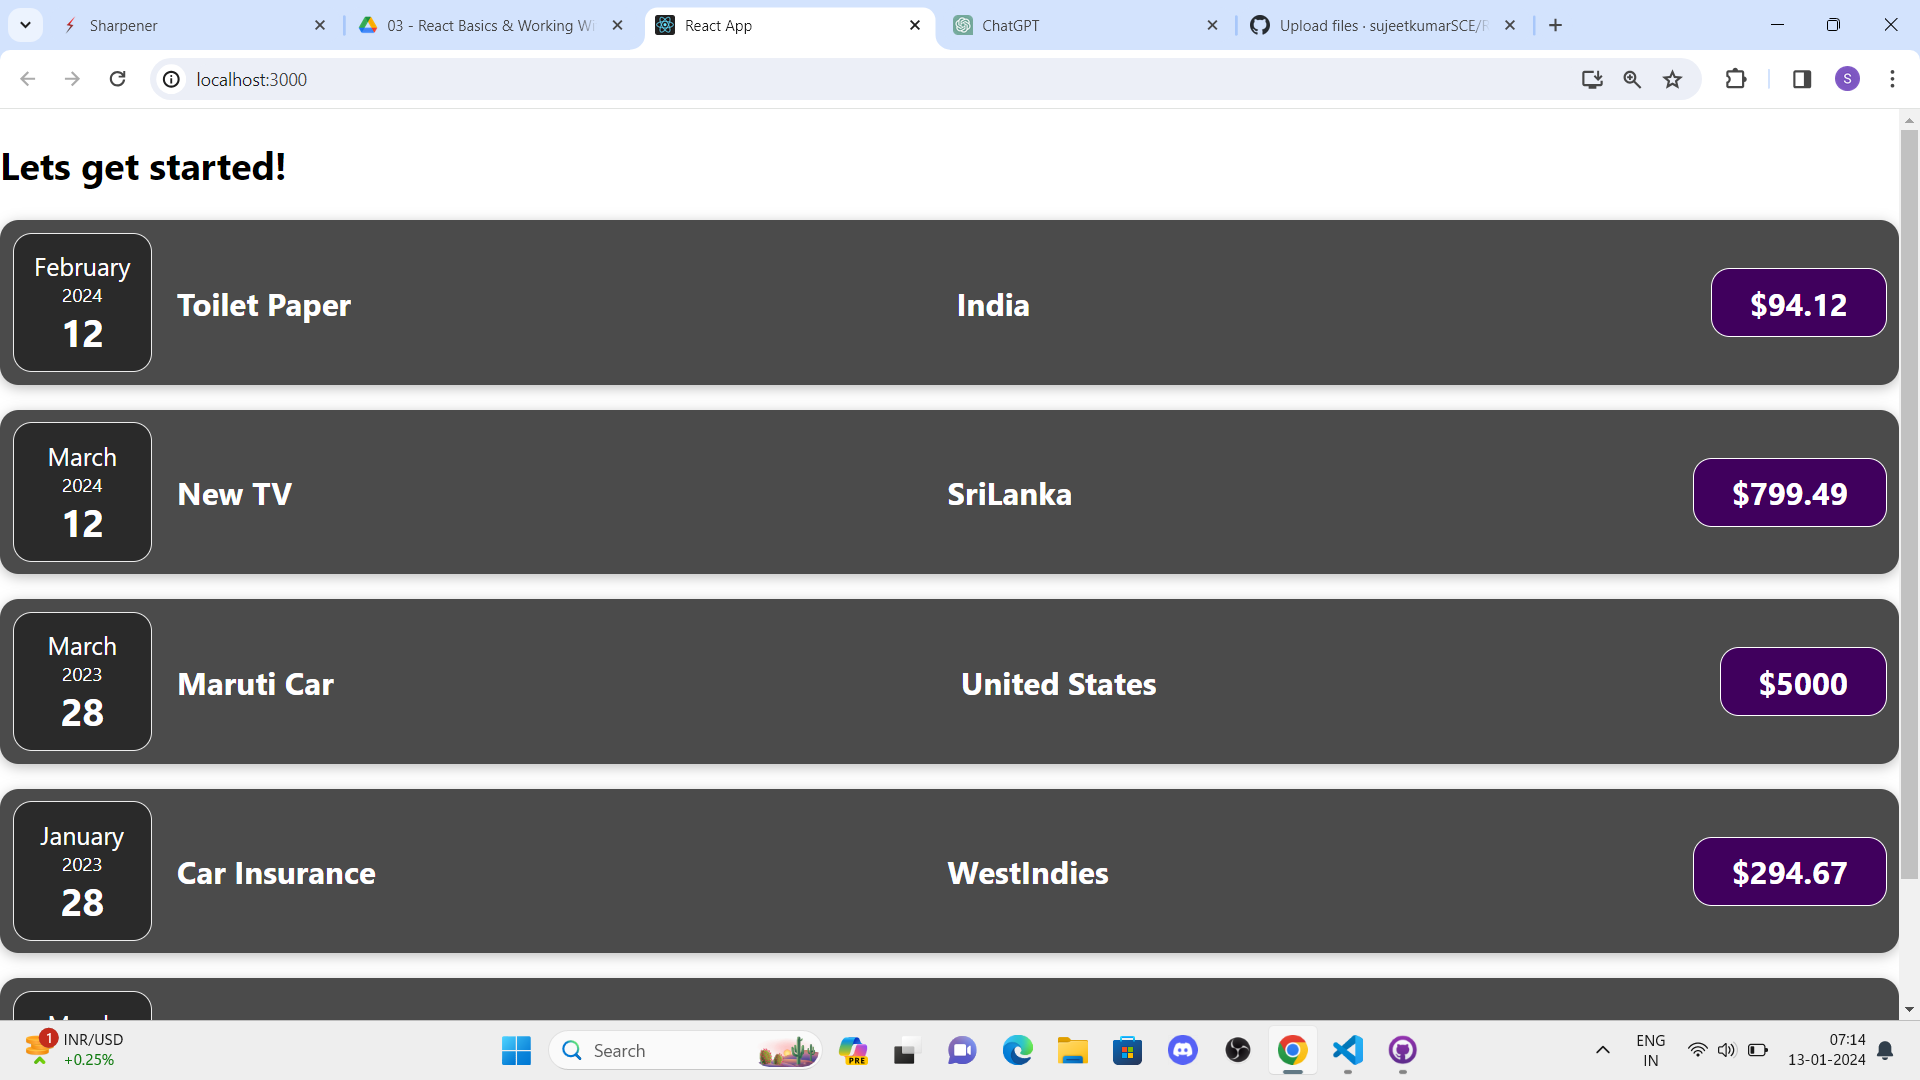 Sharpener
03 - React Basics & Working Wi
React App
ChatGPT
Upload files · sujeetkumarSCE/R
localhost:3000
S
Lets get started!
February
2024
12
Toilet Paper
India
$94.12
March
2024
12
New TV
SriLanka
$799.49
March
2023
28
Maruti Car
United States
$5000
January
2023
28
Car Insurance
WestIndies
$294.67
1
INR/USD
+0.25%
Search
PRE
ENG
IN
07:14
13-01-2024